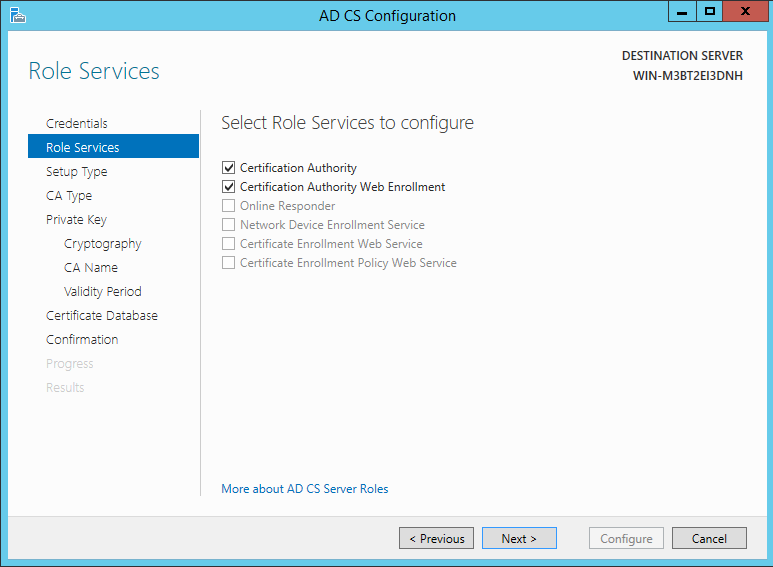 AD CS Configuration
Role Services
DESTINATION SERVER
WIN-M3BT2EI3DNH
Credentials
Role Services
Setup Type
CA Type
Private Key
Cryptography
CA Name
Validity Period
Certificate Database
Confirmation
Progress
Results
Select Role Services to configure
Certification Authority
Certification Authority Web Enrollment
Online Responder
Network Device Enrollment Service
Certificate Enrollment Web Service
Certificate Enrollment Policy Web Service
More about AD CS Server Roles
< Previous
Next >
Configure
Cancel